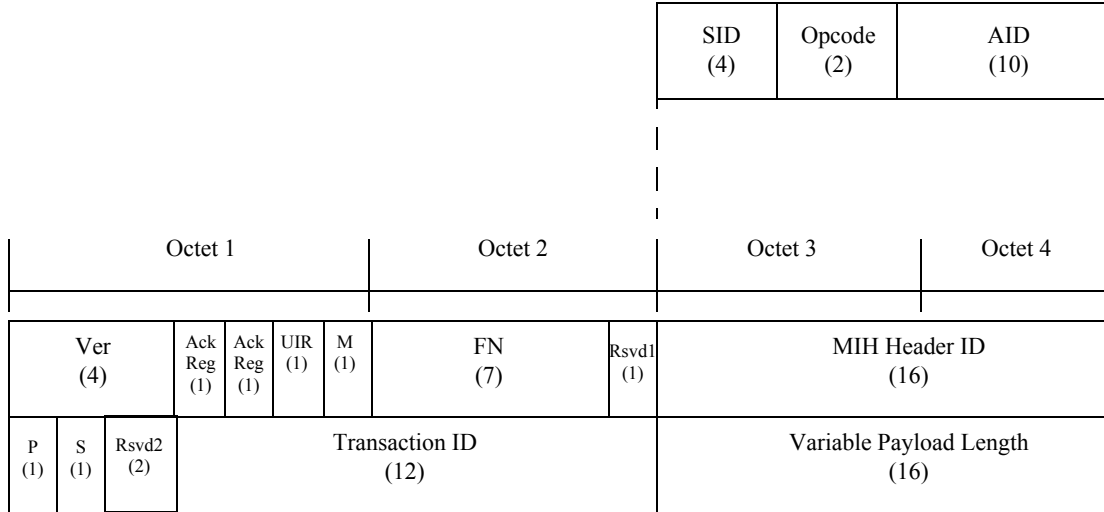 SID Opcode AID
(4) (2) (10)
Octet 1 Octet 2 Octet 3 Octet 4
Ver Ack Ack UIR M FN Rsvd1 MIH Header ID
(4) Reg Reg (1) (1) (7) (1) (16)
(1) (1)
P S Rsvd2 Transaction ID Variable Payload Length
(1) (1) (2) (12) (16)